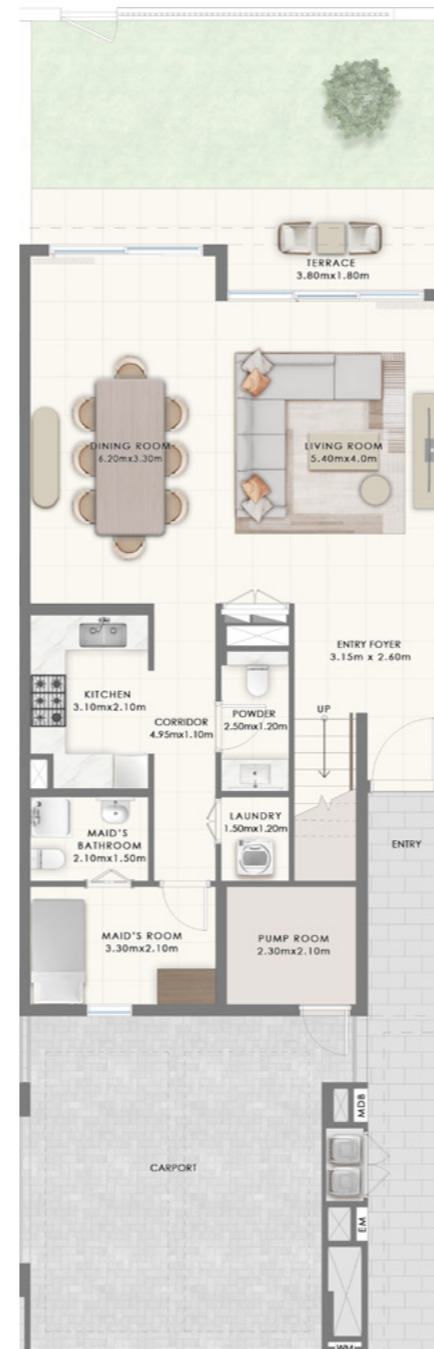 TERRACE
3.80mx1.80m
DINING ROOM
6.20mx3.30m
LIVING ROOM
5.40mx4.0m
ENTRY FOYER
3.15m x 2.60m
KITCHEN
3.10mx2.10m
CORRIDOR
4.95mx1.10m
POWDER
2.50mx1.20m
UP
LAUNDRY
1.50mx1.20m
MAID'S
BATHROOM
2.10mx1.50m
ENTRY
MAID'S ROOM
3.30mx2.10m
PUMP ROOM
2.30mx2.10m
MDB
CARPORT
EM
WM